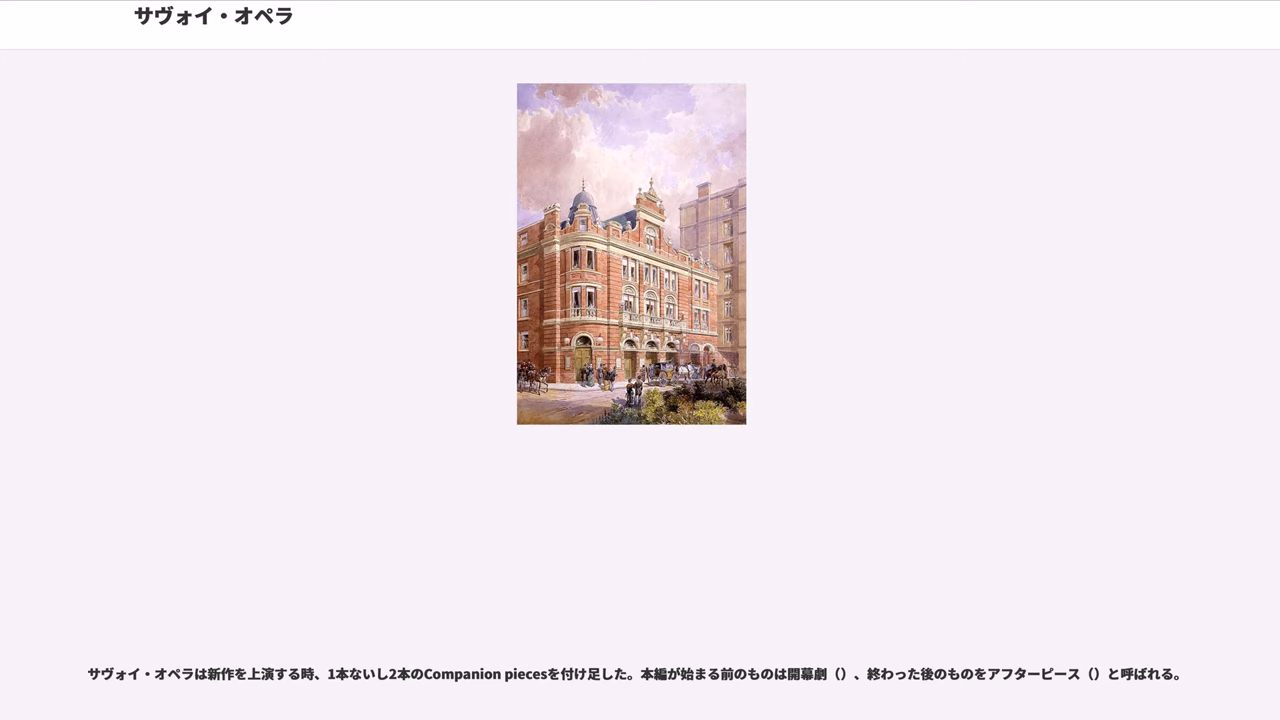 サヴォイ・オペラ
サヴォイ・オペラは新作を上演する時、1本ないし2本のCompanion piecesを付け足した。本編が始まる前のものは開幕劇（）、終わった後のものをアフターピース（）と呼ばれる。